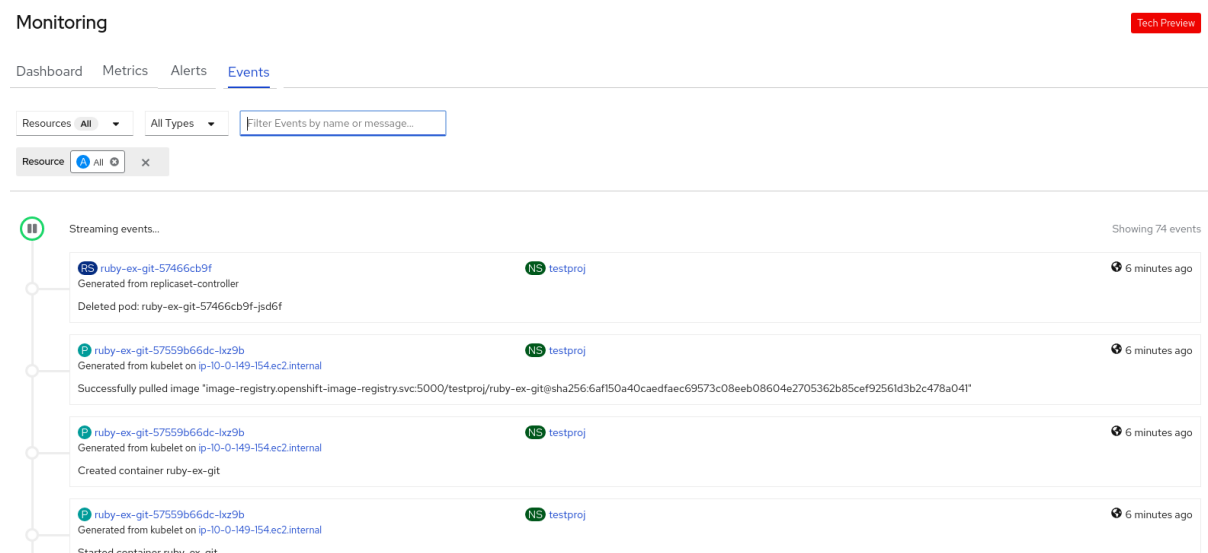 Monitoring
Tech Preview
Dashboard Metrics Alerts Events
Resources All All Types Filter Events by name or message...
Resource A All
Streaming events... Showing 74 events
RS ruby-ex-git-57466cb9f NS testproj 6 minutes ago
Generated from replicaset-controller
Deleted pod: ruby-ex-git-57466cb9f-jsd6f
P ruby-ex-git-57559b66dc-lxz9b NS testproj 6 minutes ago
Generated from kubelet on ip-10-0-149-154.ec2.internal
Successfully pulled image "image-registry.openshift-image-registry.svc:5000/testproj/ruby-ex-git@sha256:6af150a40caedfaec69573c08eeb08604e2705362b85cef92561d3b2c478a041"
P ruby-ex-git-57559b66dc-lxz9b NS testproj 6 minutes ago
Generated from kubelet on ip-10-0-149-154.ec2.internal
Created container ruby-ex-git
P ruby-ex-git-57559b66dc-lxz9b NS testproj 6 minutes ago
Generated from kubelet on ip-10-0-149-154.ec2.internal
Started container ruby-ex-git